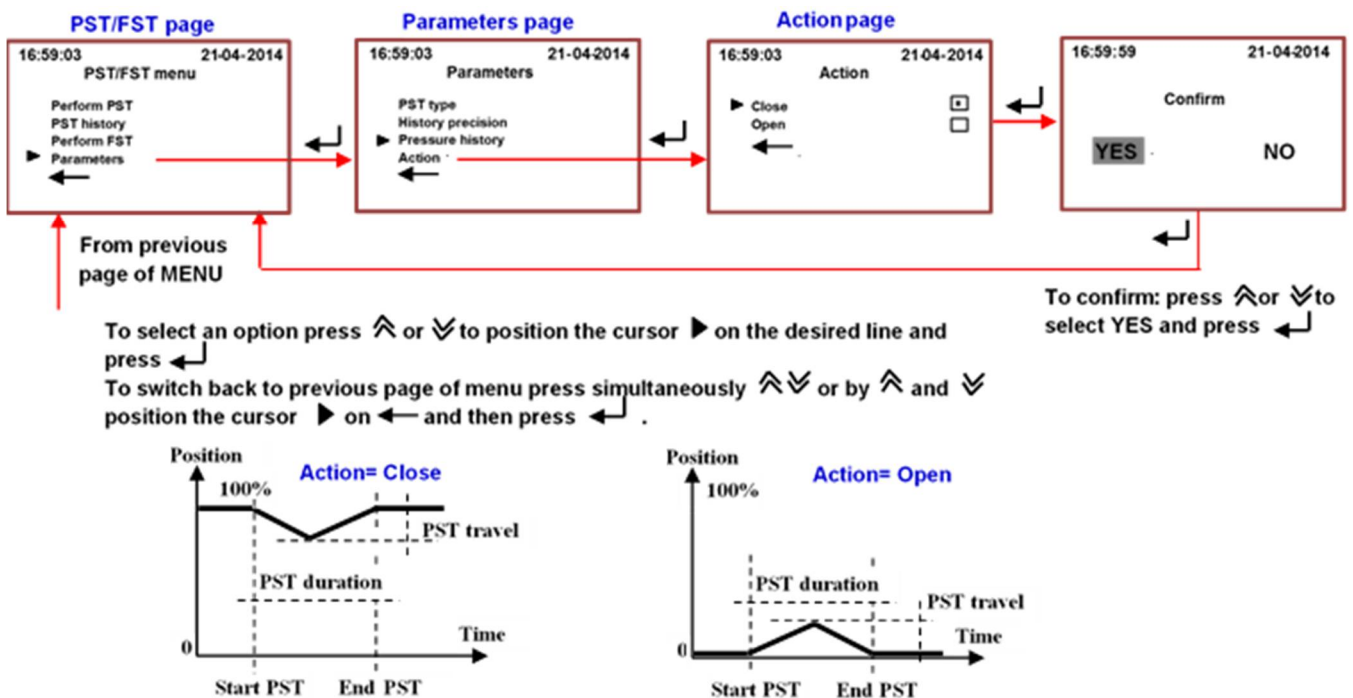 PST/FST page
Parameters page
Action page
16:59:03 21-04-2014
PST/FST menu
Perform PST
PST history
Perform FST
Parameters
16:59:03 21-04-2014
Parameters
PST type
History precision
Pressure history
Action
16:59:03 21-04-2014
Action
Close
Open
16:59:59 21-04-2014
Confirm
YES NO
From previous
page of MENU
To confirm: press or to
select YES and press
To select an option press or to position the cursor on the desired line and
press
To switch back to previous page of menu press simultaneously or by and
position the cursor on and then press .
Position
Action= Close
100%
PST travel
PST duration
Time
0
Start PST End PST
Position
Action= Open
100%
PST duration
PST travel
Time
0
Start PST End PST